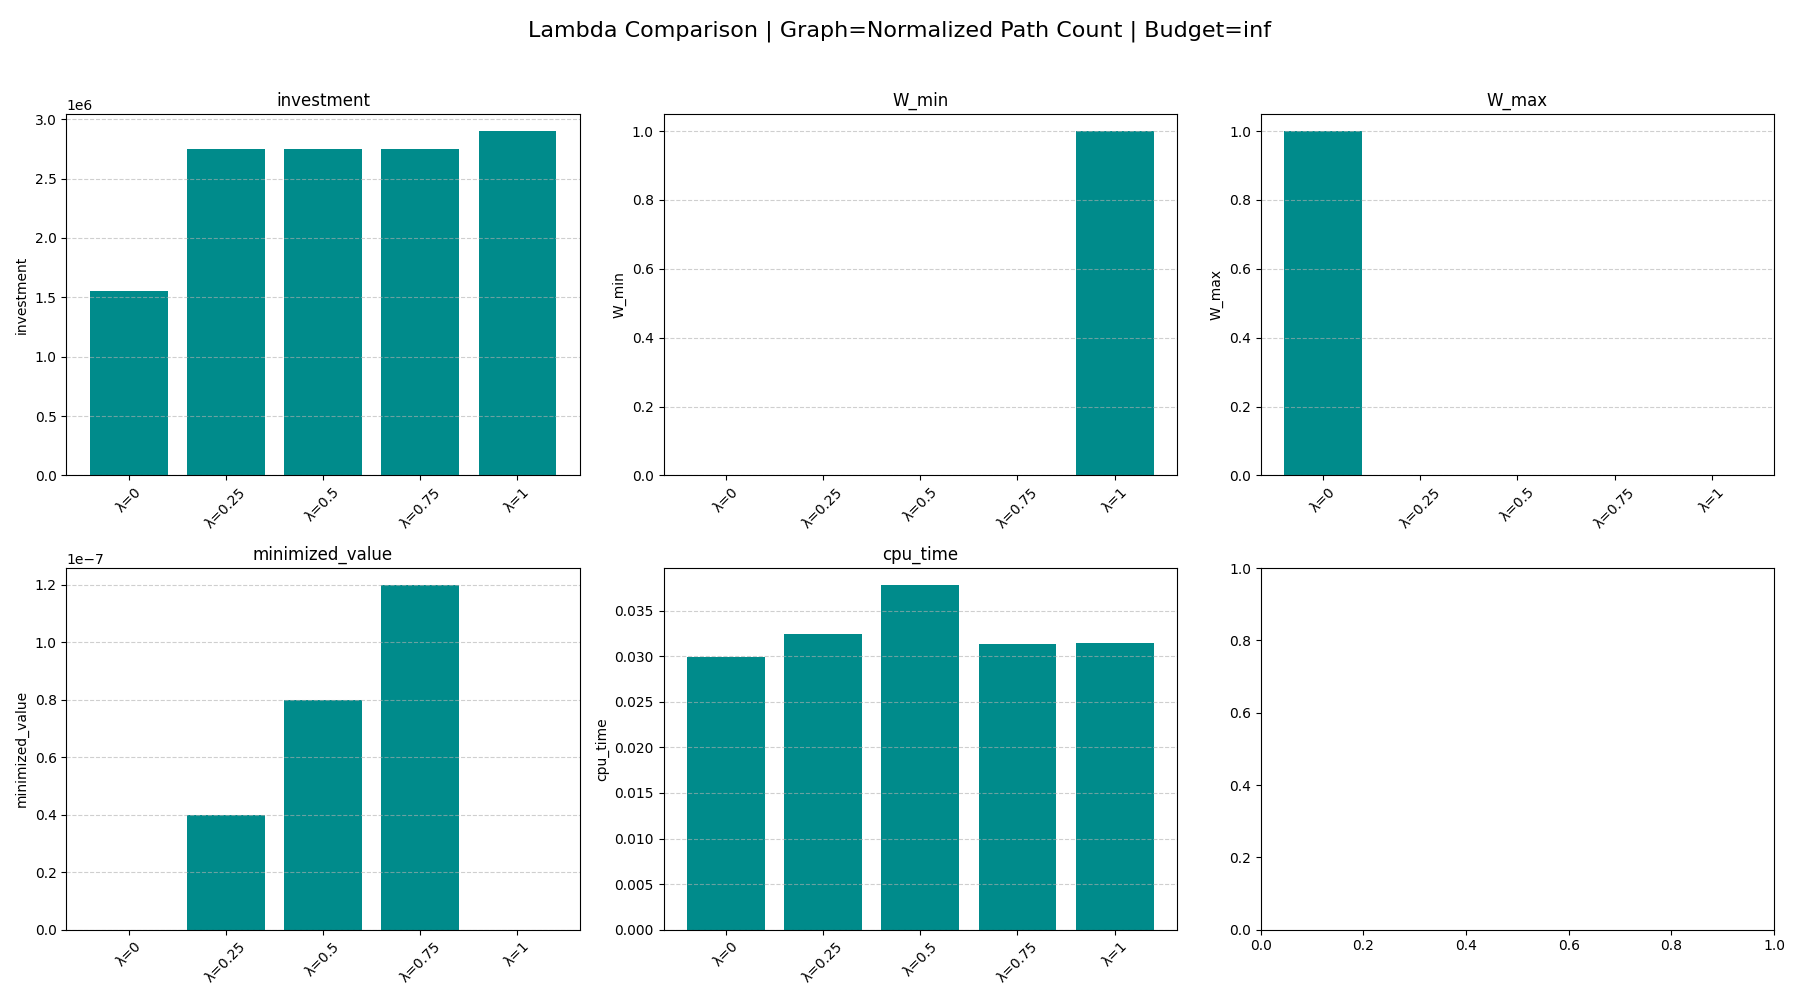 Lambda Comparison | Graph=Normalized Path Count | Budget=inf
investment
1e6
3.0
2.5
2.0
1.5
1.0
0.5
0.0
investment
λ=0
λ=0.25
λ=0.5
λ=0.75
λ=1
W_min
1.0
0.8
0.6
0.4
0.2
0.0
W_min
λ=0
λ=0.25
λ=0.5
λ=0.75
λ=1
W_max
1.0
0.8
0.6
0.4
0.2
0.0
W_max
λ=0
λ=0.25
λ=0.5
λ=0.75
λ=1
minimized_value
1e−7
1.2
1.0
0.8
0.6
0.4
0.2
0.0
minimized_value
λ=0
λ=0.25
λ=0.5
λ=0.75
λ=1
cpu_time
0.035
0.030
0.025
0.020
0.015
0.010
0.005
0.000
cpu_time
λ=0
λ=0.25
λ=0.5
λ=0.75
λ=1
1.0
0.8
0.6
0.4
0.2
0.0
0.0 0.2 0.4 0.6 0.8 1.0